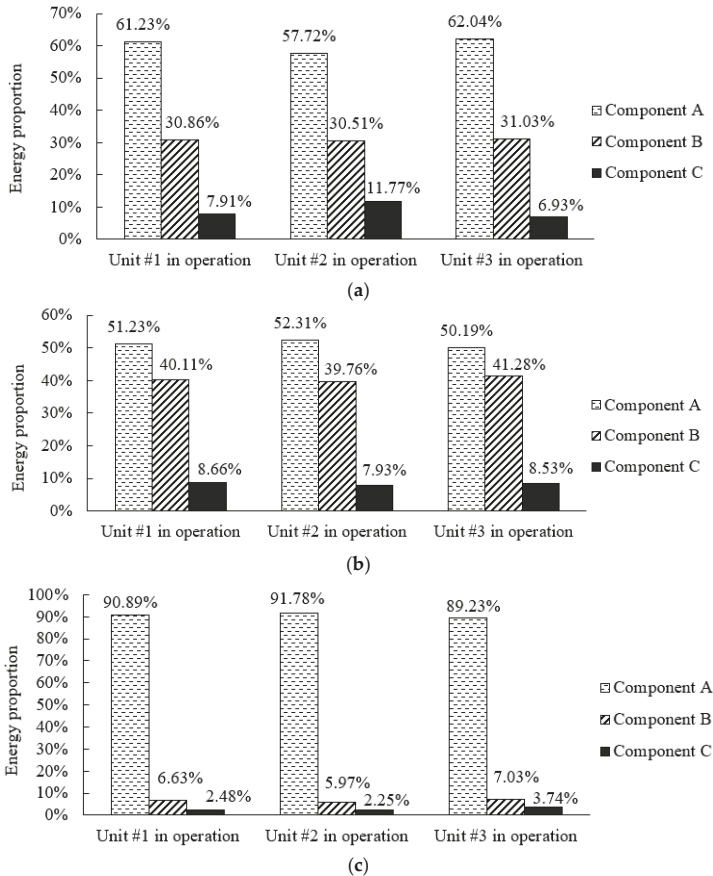 70%
60%
50%
40%
30%
20%
10%
0%
Energy proportion
61.23%
30.86%
7.91%
57.72%
30.51%
11.77%
62.04%
31.03%
6.93%
Unit #1 in operation
Unit #2 in operation
Unit #3 in operation
Component A
Component B
Component C
(a)
60%
50%
40%
30%
20%
10%
0%
Energy proportion
51.23%
40.11%
8.66%
52.31%
39.76%
7.93%
50.19%
41.28%
8.53%
Unit #1 in operation
Unit #2 in operation
Unit #3 in operation
Component A
Component B
Component C
(b)
100%
90%
80%
70%
60%
50%
40%
30%
20%
10%
0%
Energy proportion
90.89%
6.63%
2.48%
91.78%
5.97%
2.25%
89.23%
7.03%
3.74%
Unit #1 in operation
Unit #2 in operation
Unit #3 in operation
Component A
Component B
Component C
(c)